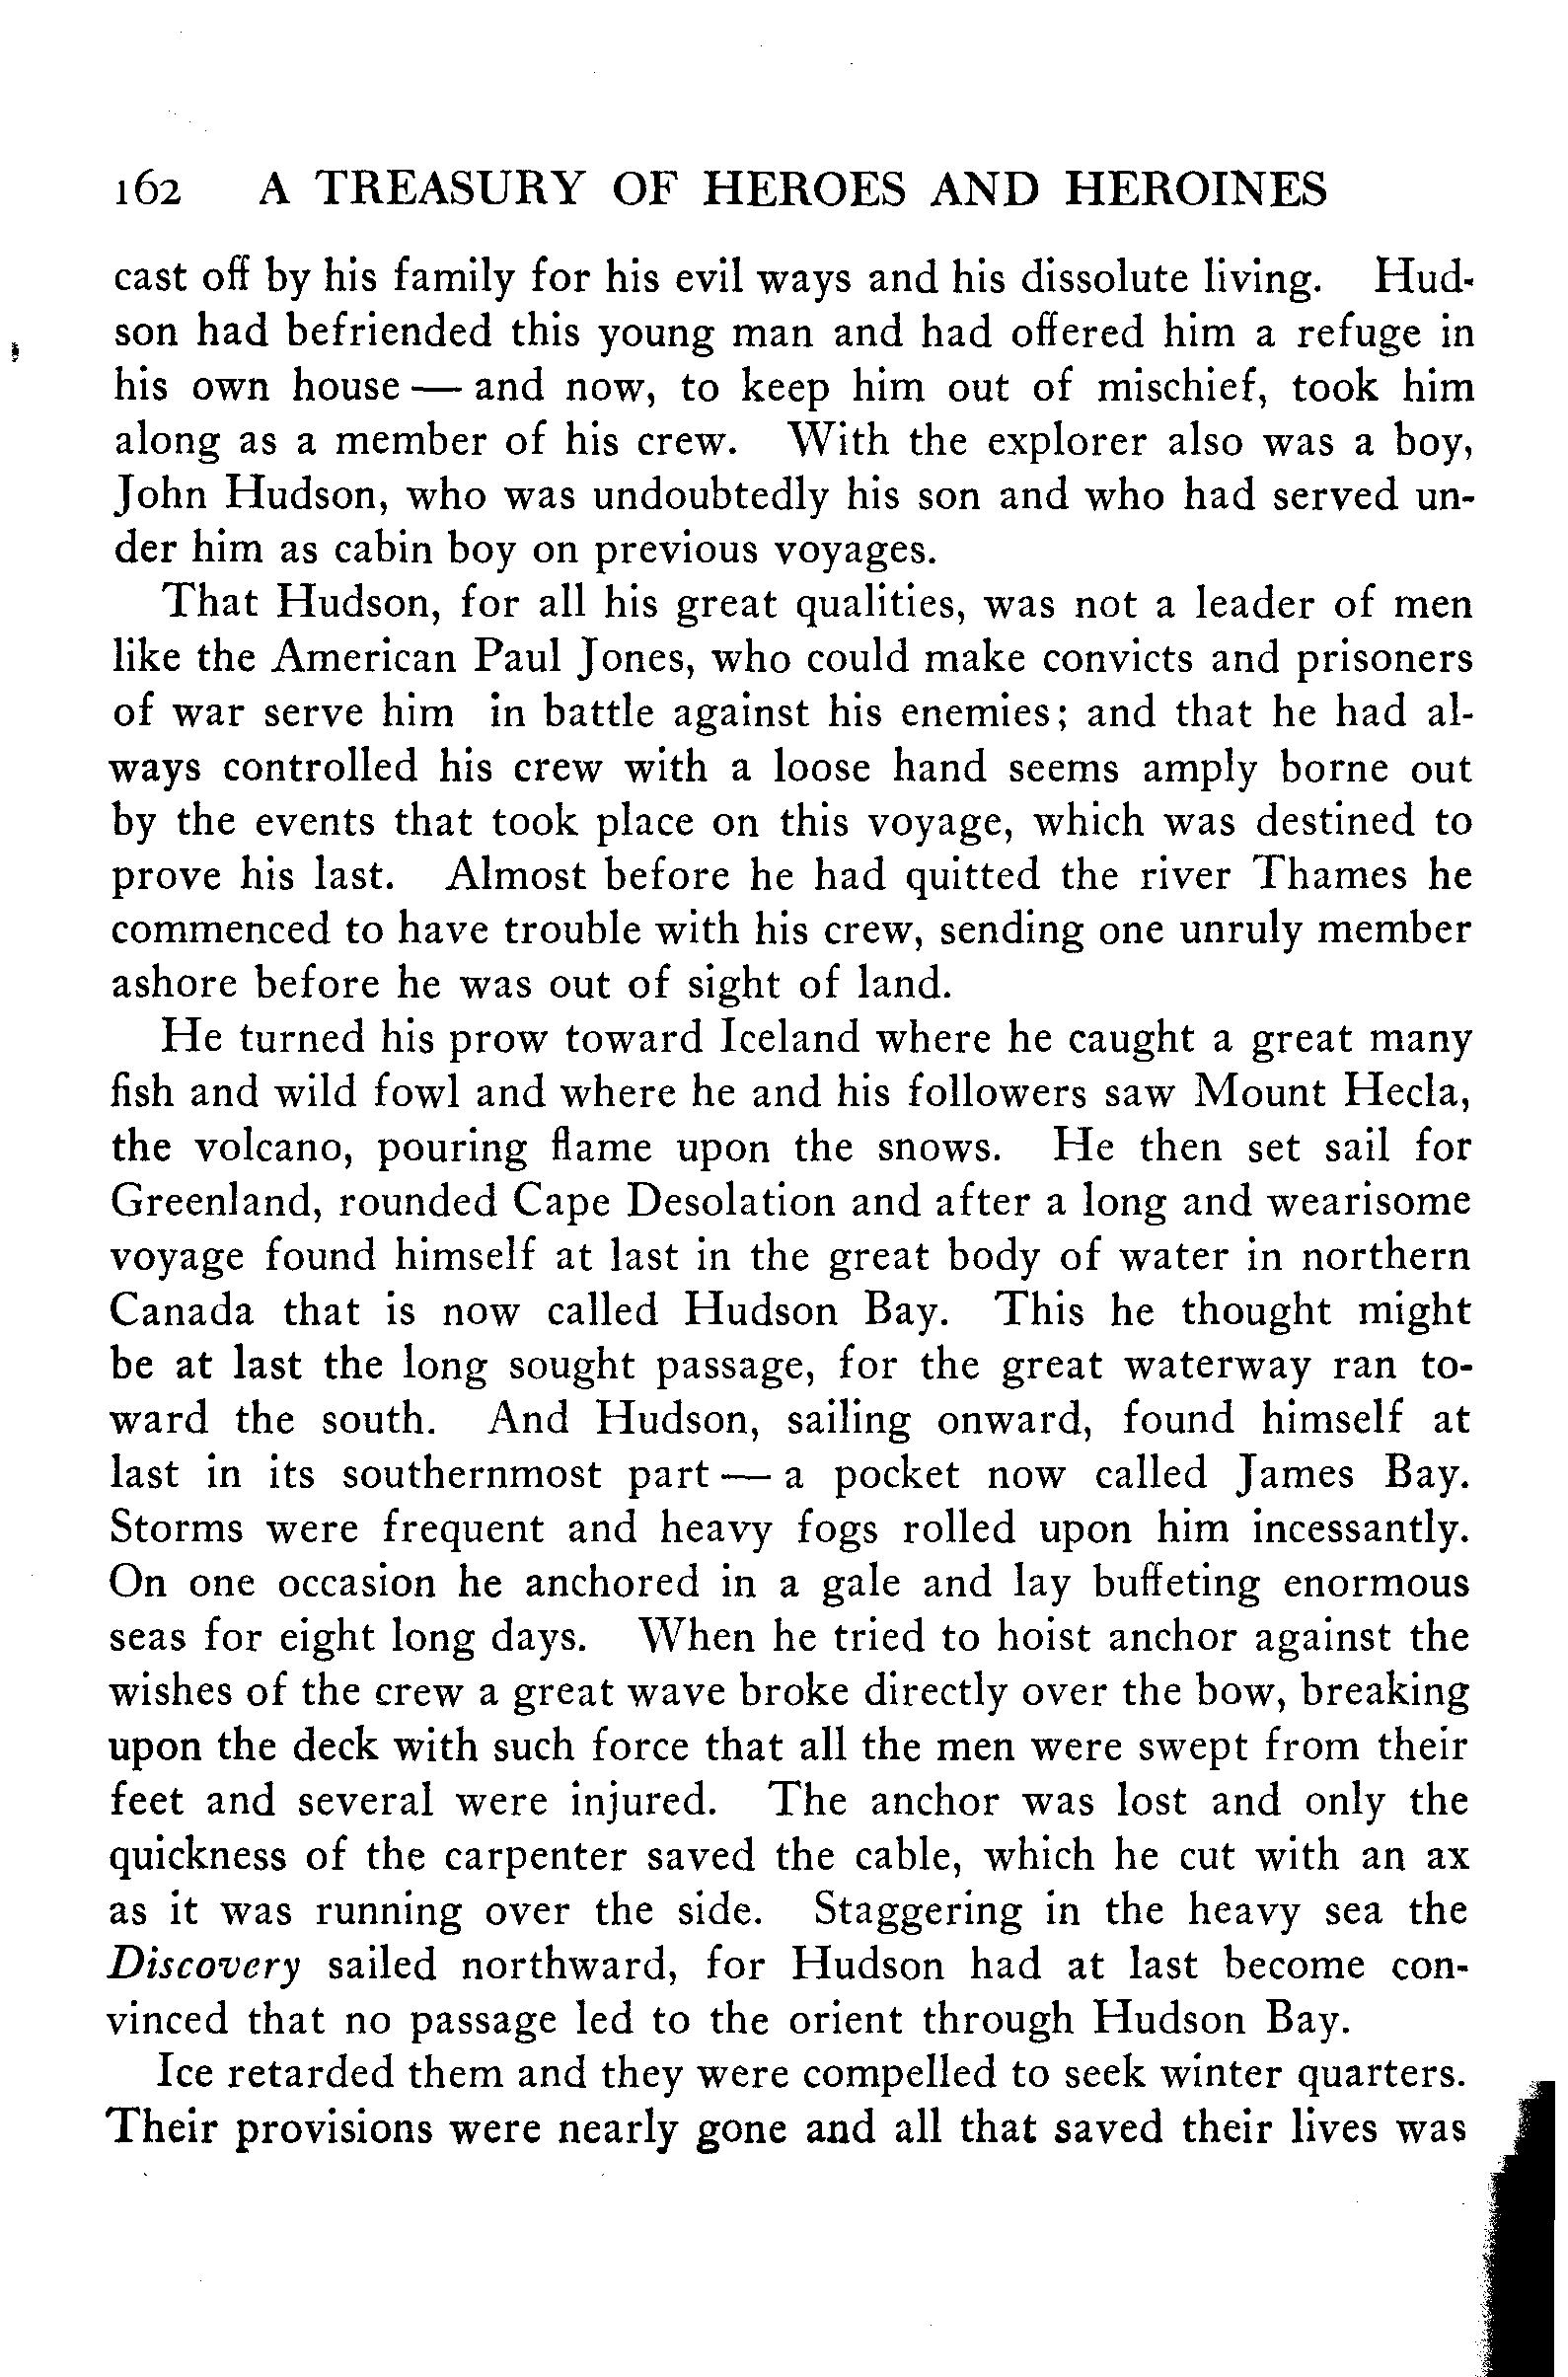 162 A TREASURY OF HEROES AND HEROINES
cast off by his family for his evil ways and his dissolute living. Hud-
son had befriended this young man and had offered him a refuge in
his own house — and now, to keep him out of mischief, took him
along as a member of his crew. With the explorer also was a boy,
John Hudson, who was undoubtedly his son and who had served un-
der him as cabin boy on previous voyages.
That Hudson, for all his great qualities, was not a leader of men
like the American Paul Jones, who could make convicts and prisoners
of war serve him in battle against his enemies; and that he had al-
ways controlled his crew with a loose hand seems amply borne out
by the events that took place on this voyage, which was destined to
prove his last. Almost before he had quitted the river Thames he
commenced to have trouble with his crew, sending one unruly member
ashore before he was out of sight of land.
He turned his prow toward Iceland where he caught a great many
fish and wild fowl and where he and his followers saw Mount Hecla,
the volcano, pouring flame upon the snows. He then set sail for
Greenland, rounded Cape Desolation and after a long and wearisome
voyage found himself at last in the great body of water in northern
Canada that is now called Hudson Bay. This he thought might
be at last the long sought passage, for the great waterway ran to-
ward the south. And Hudson, sailing onward, found himself at
last in its southernmost part — a pocket now called James Bay.
Storms were frequent and heavy fogs rolled upon him incessantly.
On one occasion he anchored in a gale and lay buffeting enormous
seas for eight long days. When he tried to hoist anchor against the
wishes of the crew a great wave broke directly over the bow, breaking
upon the deck with such force that all the men were swept from their
feet and several were injured. The anchor was lost and only the
quickness of the carpenter saved the cable, which he cut with an ax
as it was running over the side. Staggering in the heavy sea the
Discovery sailed northward, for Hudson had at last become con-
vinced that no passage led to the orient through Hudson Bay.
Ice retarded them and they were compelled to seek winter quarters.
Their provisions were nearly gone and all that saved their lives was